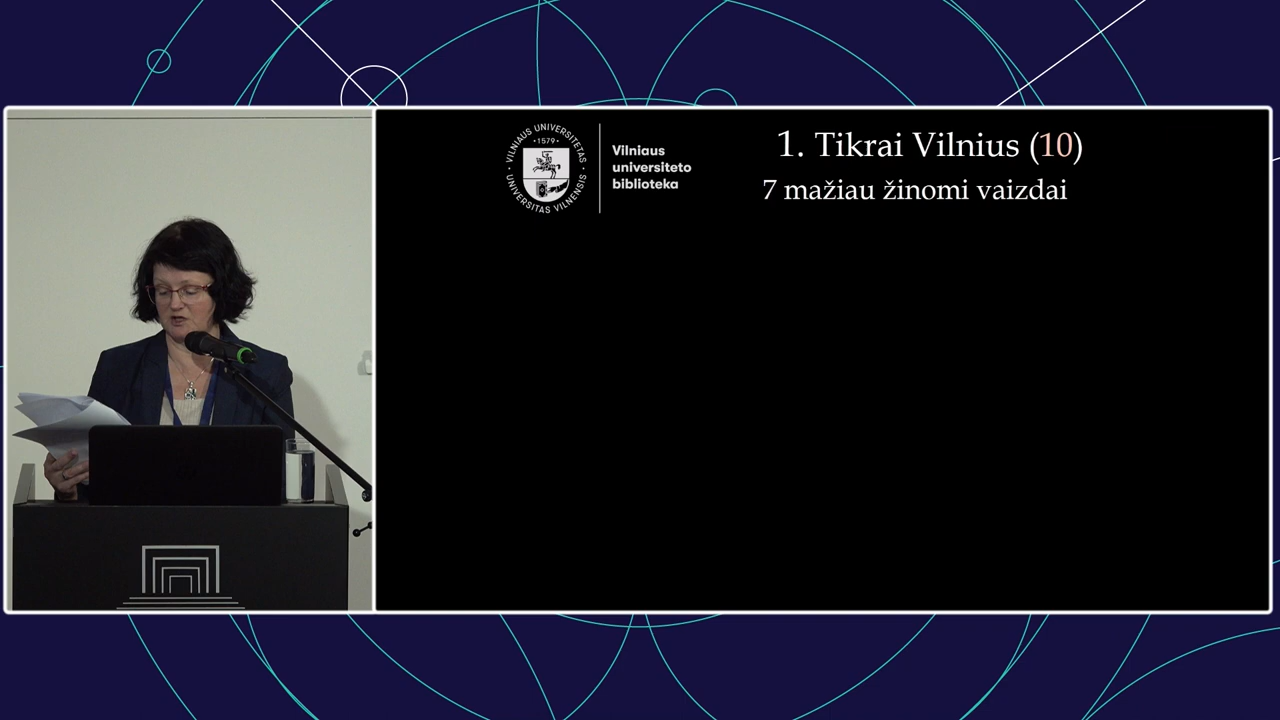 VILNIAUS UNIVERSITETAS
• 1579 •
UNIVERSITAS VILNENSIS
Vilniaus
universiteto
biblioteka
1. Tikrai Vilnius (10)
7 mažiau žinomi vaizdai